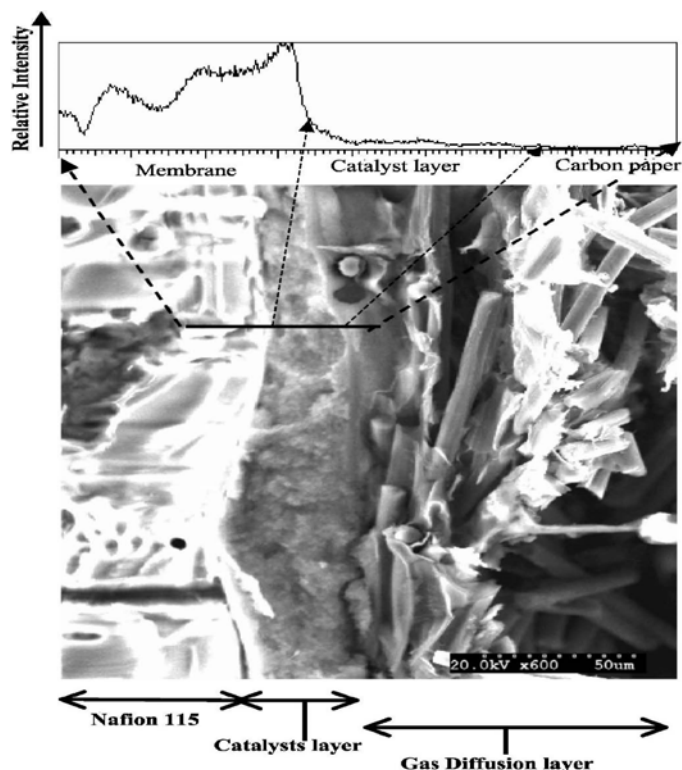 Relative Intensity
Membrane Catalyst layer Carbon paper
20.0kV x600 50um
Nafion 115
Catalysts layer
Gas Diffusion layer